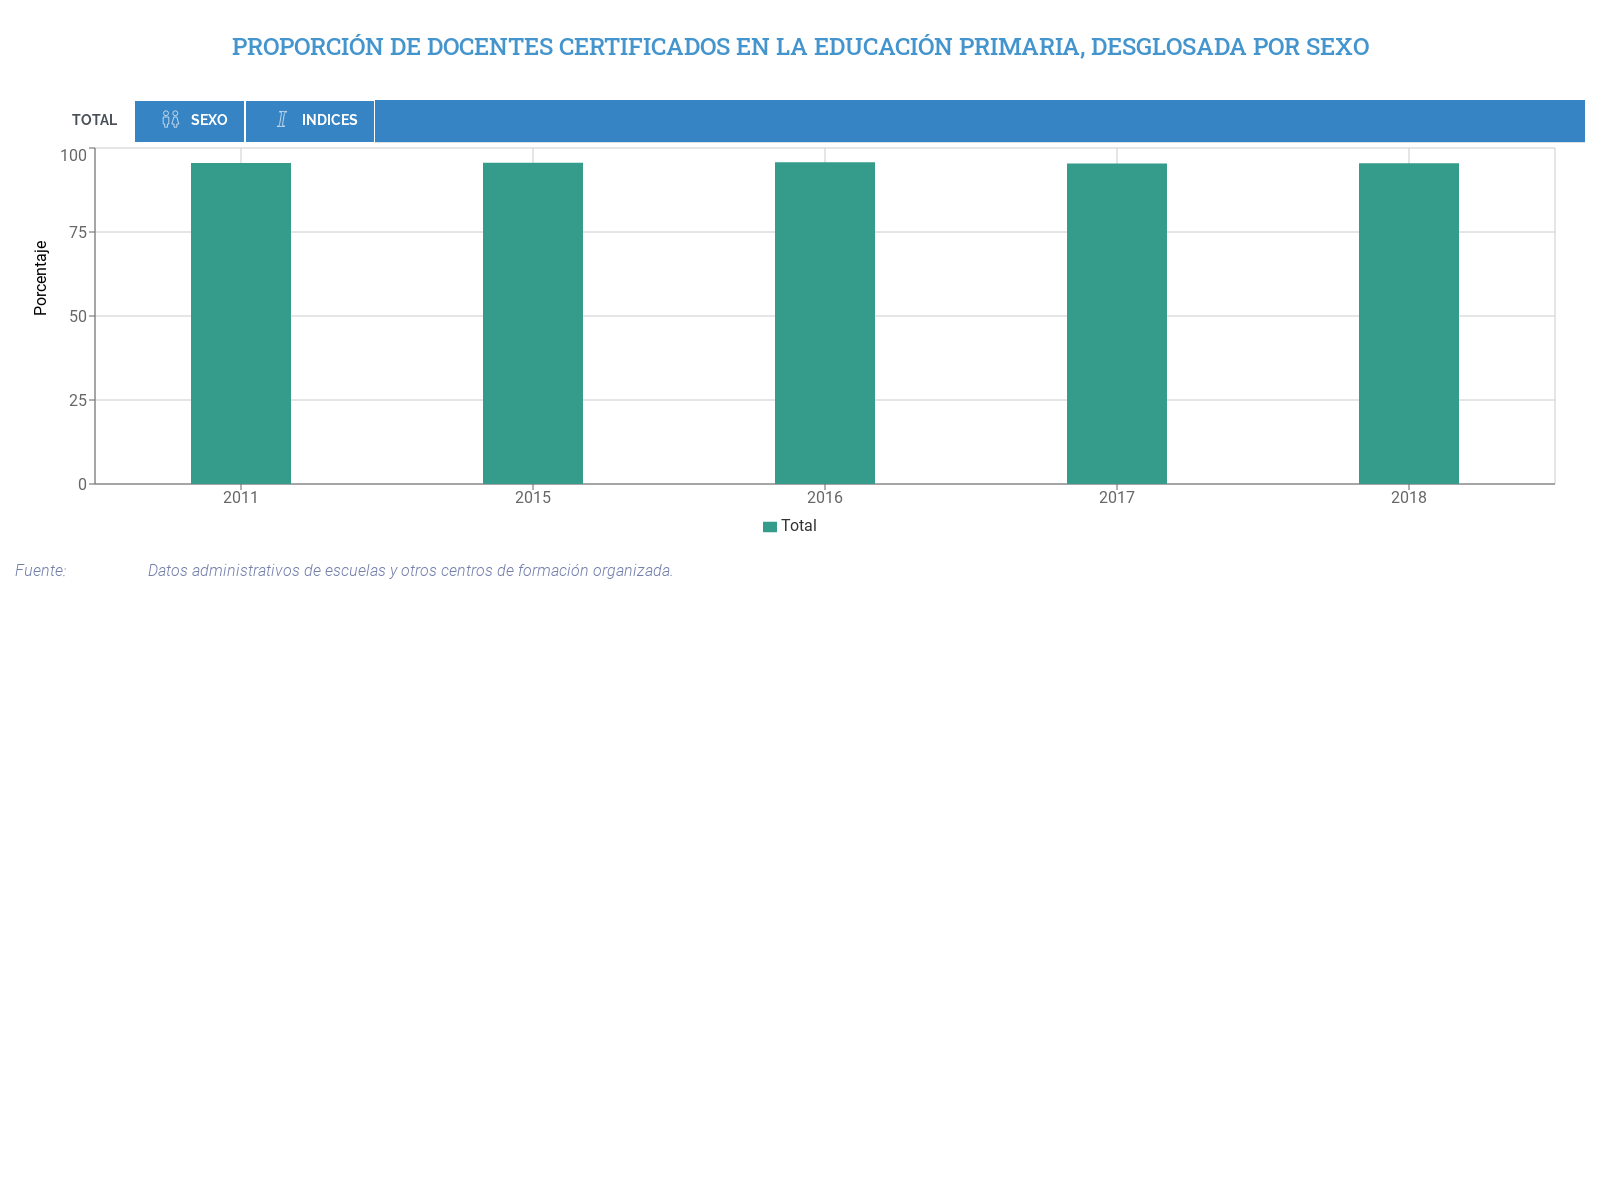 PROPORCIÓN DE DOCENTES CERTIFICADOS EN LA EDUCACIÓN PRIMARIA, DESGLOSADA POR SEXO
TOTAL SEXO INDICES
100
75
50
25
0
Porcentaje
2011 2015 2016 2017 2018
Total
Fuente: Datos administrativos de escuelas y otros centros de formación organizada.